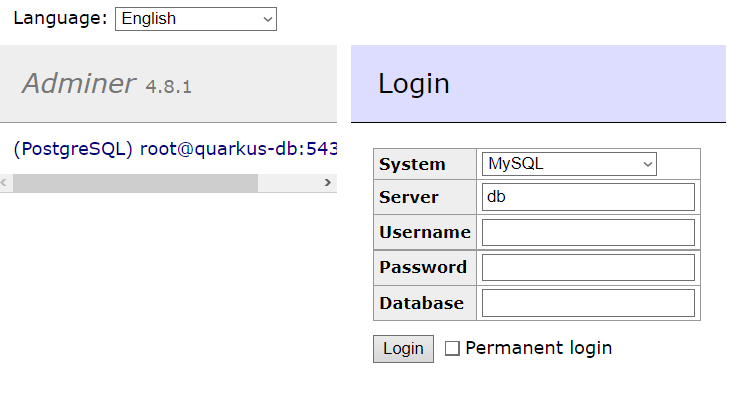 Language: English
Adminer 4.8.1
(PostgreSQL) root@quarkus-db:543
Login
System MySQL
Server db
Username
Password
Database
Login Permanent login